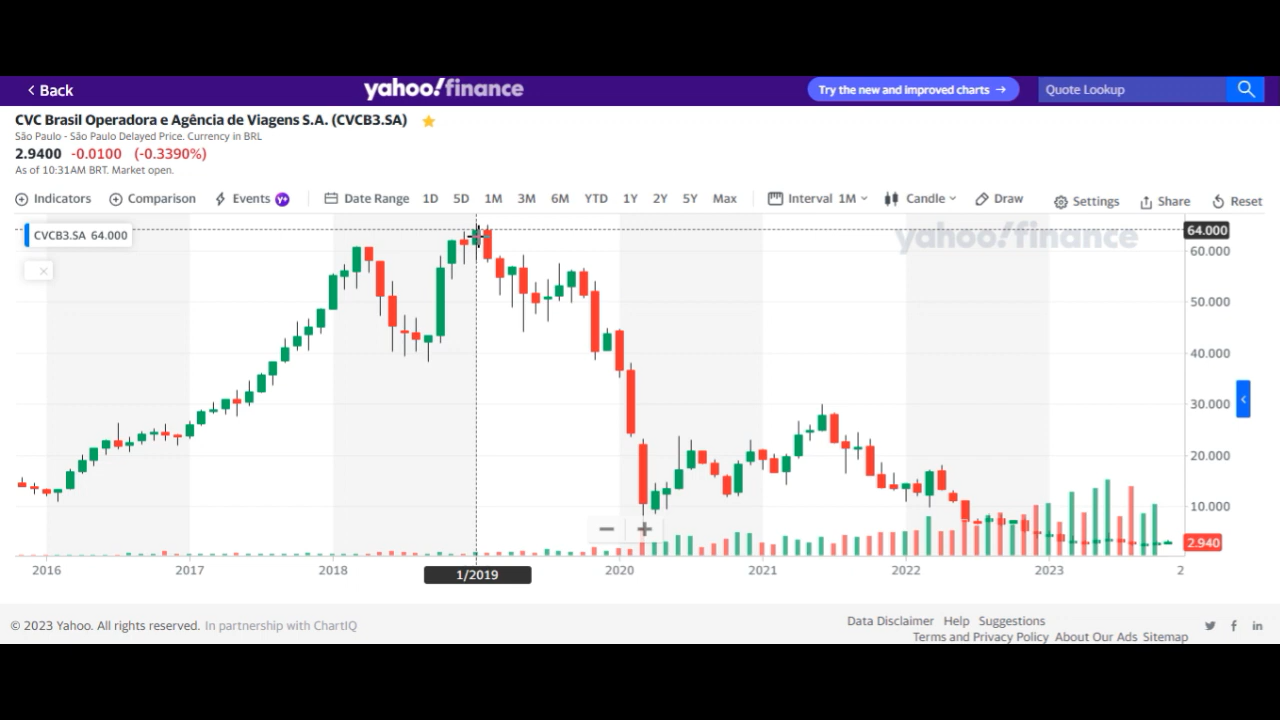 Back
yahoo!finance
Try the new and improved charts →
Quote Lookup
CVC Brasil Operadora e Agência de Viagens S.A. (CVCB3.SA)
São Paulo - São Paulo Delayed Price. Currency in BRL
2.9400 -0.0100 (-0.3390%)
As of 10:31AM BRT. Market open.
Indicators Comparison Events Y+ Date Range 1D 5D 1M 3M 6M YTD 1Y 2Y 5Y Max Interval 1M Candle Draw Settings Share Reset
CVCB3.SA 64.000
yahoo!finance
64.000
60.000
50.000
40.000
30.000
20.000
10.000
2.940
2016 2017 2018 1/2019 2020 2021 2022 2023 2
© 2023 Yahoo. All rights reserved. In partnership with ChartIQ
Data Disclaimer Help Suggestions
Terms and Privacy Policy About Our Ads Sitemap